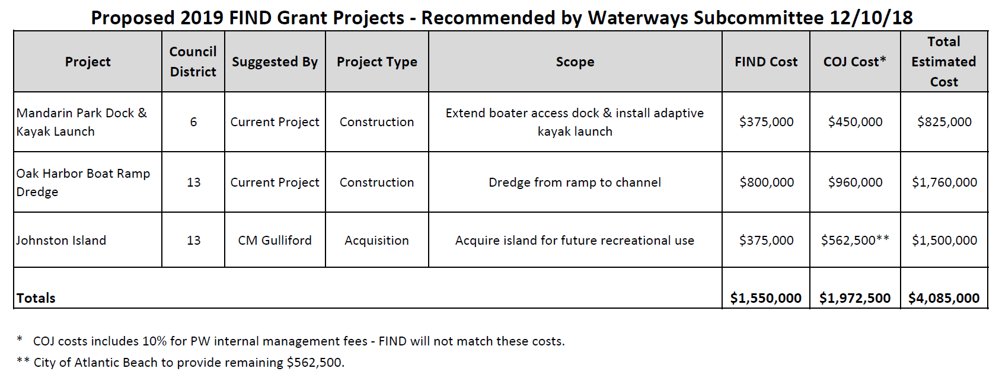 Proposed 2019 FIND Grant Projects - Recommended by Waterways Subcommittee 12/10/18
Project
Council
District
Suggested By
Project Type
Scope
FIND Cost
COJ Cost*
Total
Estimated
Cost
Mandarin Park Dock &
Kayak Launch
6
Current Project
Construction
Extend boater access dock & install adaptive
kayak launch
$375,000
$450,000
$825,000
Oak Harbor Boat Ramp
Dredge
13
Current Project
Construction
Dredge from ramp to channel
$800,000
$960,000
$1,760,000
Johnston Island
13
CM Gulliford
Acquisition
Acquire island for future recreational use
$375,000
$562,500**
$1,500,000
Totals
$1,550,000
$1,972,500
$4,085,000
* COJ costs includes 10% for PW internal management fees - FIND will not match these costs.
** City of Atlantic Beach to provide remaining $562,500.